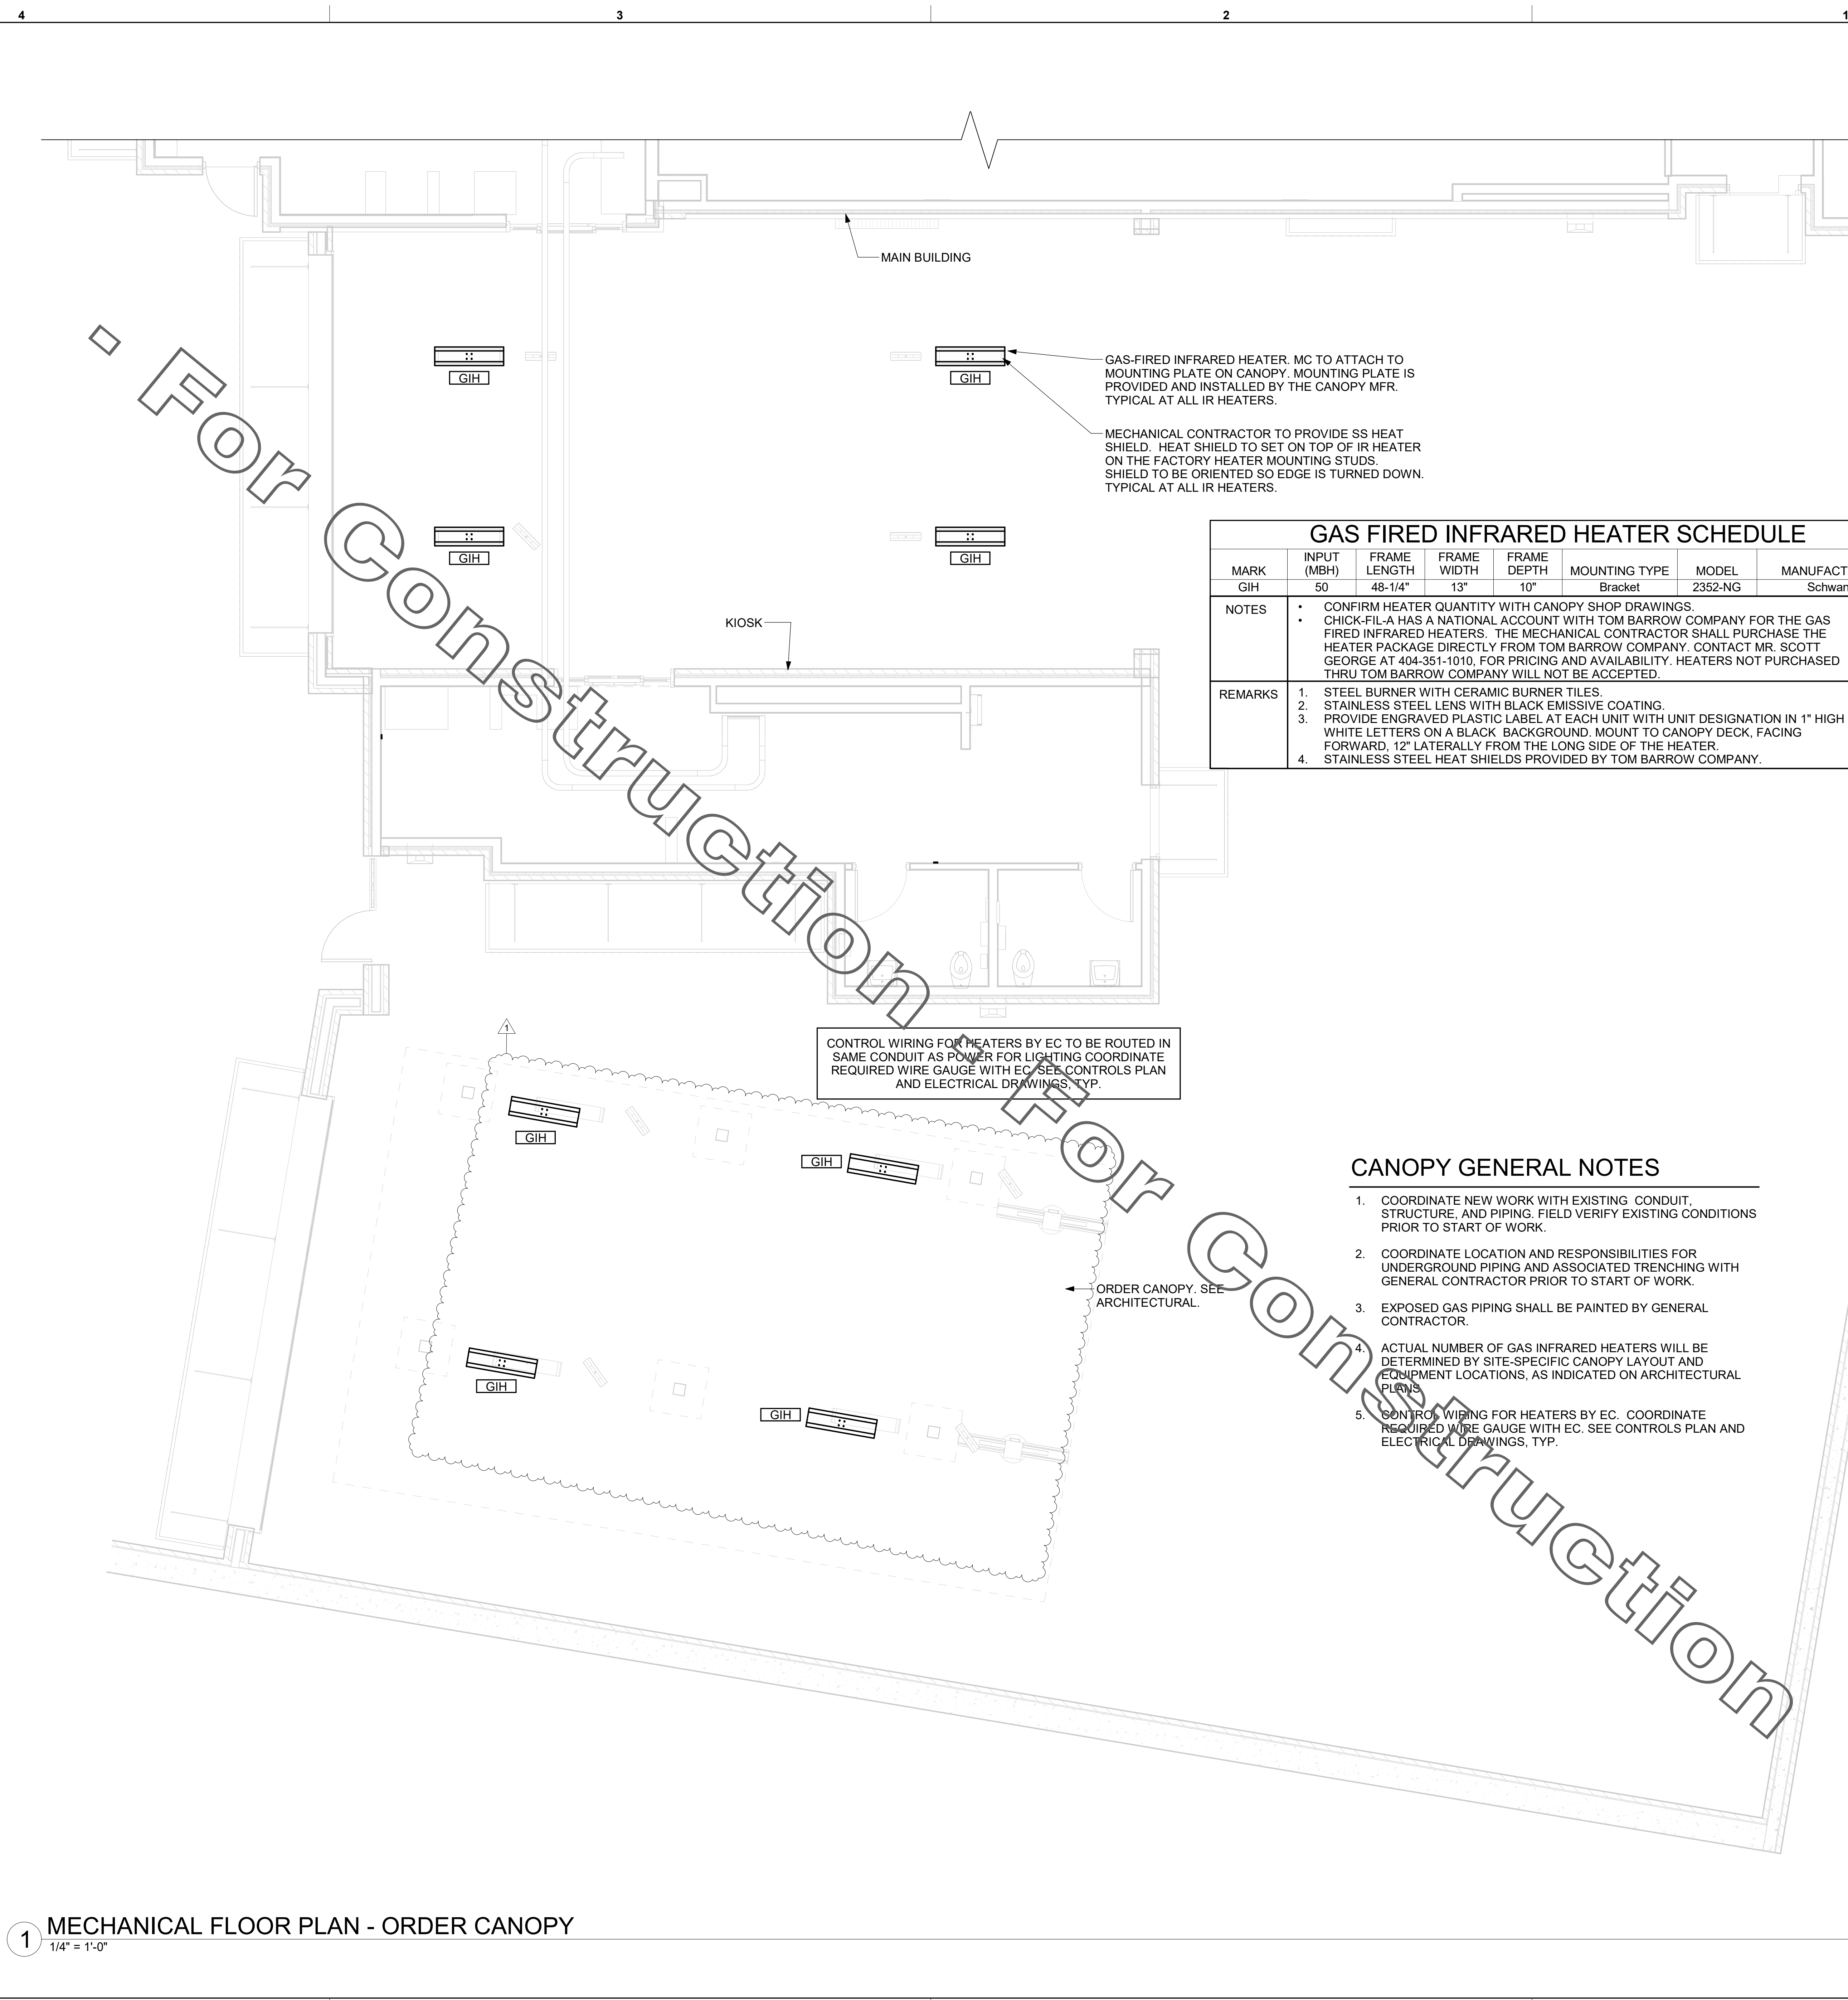 4
3
2
1
MAIN BUILDING
GIH
GIH
GAS-FIRED INFRARED HEATER. MC TO ATTACH TO
MOUNTING PLATE ON CANOPY. MOUNTING PLATE IS
PROVIDED AND INSTALLED BY THE CANOPY MFR.
TYPICAL AT ALL IR HEATERS.
MECHANICAL CONTRACTOR TO PROVIDE SS HEAT
SHIELD. HEAT SHIELD TO SET ON TOP OF IR HEATER
ON THE FACTORY HEATER MOUNTING STUDS.
SHIELD TO BE ORIENTED SO EDGE IS TURNED DOWN.
TYPICAL AT ALL IR HEATERS.
GIH
GIH
GAS FIRED INFRARED HEATER SCHEDULE
MARK INPUT (MBH) FRAME LENGTH FRAME WIDTH FRAME DEPTH MOUNTING TYPE MODEL MANUFACT
GIH 50 48-1/4" 13" 10" Bracket 2352-NG Schwan
NOTES
• CONFIRM HEATER QUANTITY WITH CANOPY SHOP DRAWINGS.
• CHICK-FIL-A HAS A NATIONAL ACCOUNT WITH TOM BARROW COMPANY FOR THE GAS
FIRED INFRARED HEATERS. THE MECHANICAL CONTRACTOR SHALL PURCHASE THE
HEATER PACKAGE DIRECTLY FROM TOM BARROW COMPANY. CONTACT MR. SCOTT
GEORGE AT 404-351-1010, FOR PRICING AND AVAILABILITY. HEATERS NOT PURCHASED
THRU TOM BARROW COMPANY WILL NOT BE ACCEPTED.
REMARKS
1. STEEL BURNER WITH CERAMIC BURNER TILES.
2. STAINLESS STEEL LENS WITH BLACK EMISSIVE COATING.
3. PROVIDE ENGRAVED PLASTIC LABEL AT EACH UNIT WITH UNIT DESIGNATION IN 1" HIGH
WHITE LETTERS ON A BLACK BACKGROUND. MOUNT TO CANOPY DECK, FACING
FORWARD, 12" LATERALLY FROM THE LONG SIDE OF THE HEATER.
4. STAINLESS STEEL HEAT SHIELDS PROVIDED BY TOM BARROW COMPANY.
KIOSK
1
CONTROL WIRING FOR HEATERS BY EC TO BE ROUTED IN
SAME CONDUIT AS POWER FOR LIGHTING COORDINATE
REQUIRED WIRE GAUGE WITH EC. SEE CONTROLS PLAN
AND ELECTRICAL DRAWINGS, TYP.
GIH
GIH
ORDER CANOPY. SEE
ARCHITECTURAL.
GIH
GIH
CANOPY GENERAL NOTES
1. COORDINATE NEW WORK WITH EXISTING CONDUIT,
STRUCTURE, AND PIPING. FIELD VERIFY EXISTING CONDITIONS
PRIOR TO START OF WORK.
2. COORDINATE LOCATION AND RESPONSIBILITIES FOR
UNDERGROUND PIPING AND ASSOCIATED TRENCHING WITH
GENERAL CONTRACTOR PRIOR TO START OF WORK.
3. EXPOSED GAS PIPING SHALL BE PAINTED BY GENERAL
CONTRACTOR.
4. ACTUAL NUMBER OF GAS INFRARED HEATERS WILL BE
DETERMINED BY SITE-SPECIFIC CANOPY LAYOUT AND
EQUIPMENT LOCATIONS, AS INDICATED ON ARCHITECTURAL
PLANS.
5. CONTROL WIRING FOR HEATERS BY EC. COORDINATE
REQUIRED WIRE GAUGE WITH EC. SEE CONTROLS PLAN AND
ELECTRICAL DRAWINGS, TYP.
- For Construction - For Construction
1 MECHANICAL FLOOR PLAN - ORDER CANOPY
1/4" = 1'-0"